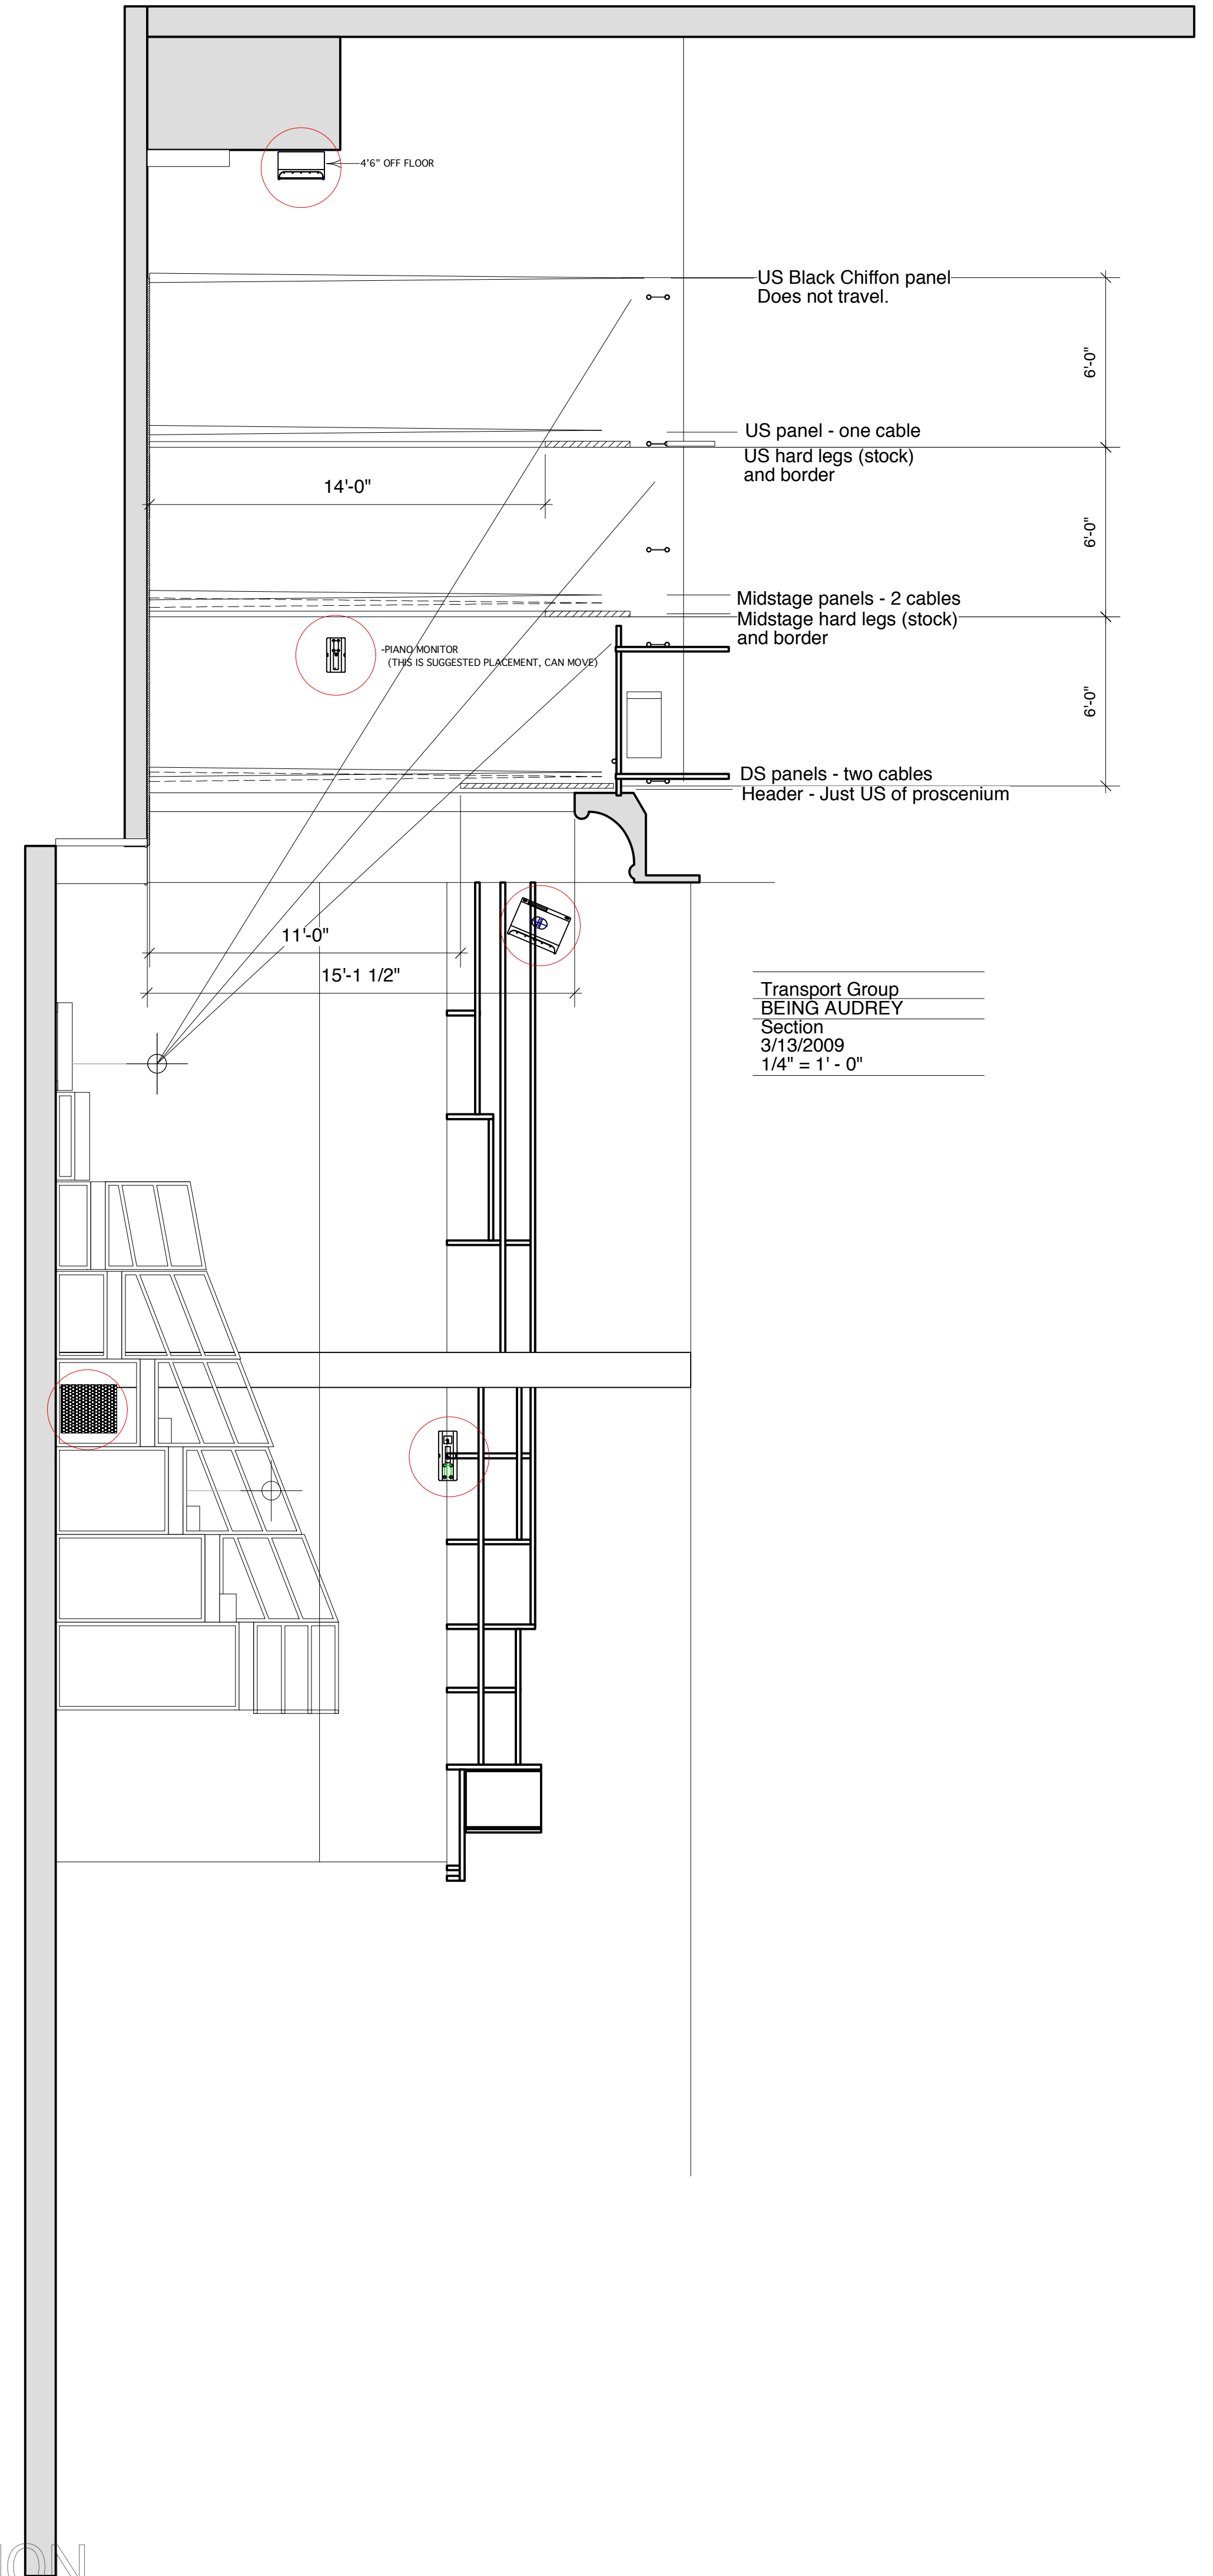 4'6" OFF FLOOR
US Black Chiffon panel
Does not travel.
6'-0"
US panel - one cable
US hard legs (stock)
and border
14'-0"
6'-0"
Midstage panels - 2 cables
Midstage hard legs (stock)
and border
-PIANO MONITOR
(THIS IS SUGGESTED PLACEMENT, CAN MOVE)
6'-0"
DS panels - two cables
Header - Just US of proscenium
11'-0"
15'-1 1/2"
Transport Group
BEING AUDREY
Section
3/13/2009
1/4" = 1' - 0"
ION